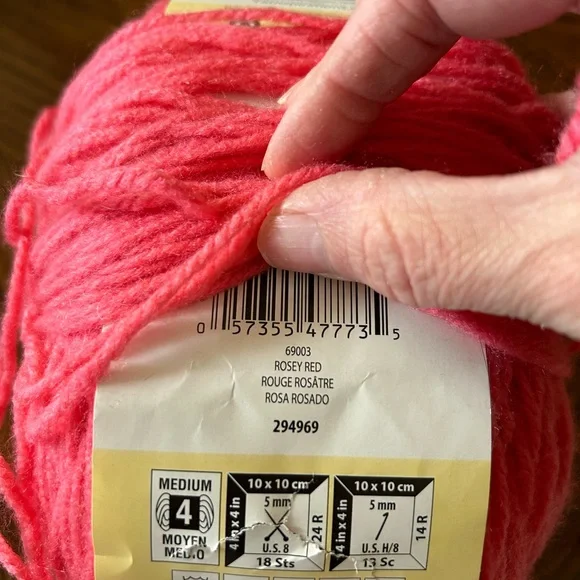 0 57355 47773 5
69003
ROSEY RED
ROUGE ROSÂTRE
ROSA ROSADO
294969
MEDIUM
4
MOYEN
MEDIO
10 x 10 cm
4 in x 4 in
5 mm
24 R
U.S. 8
18 Sts
10 x 10 cm
4 in x 4 in
5 mm
14 R
U.S. H/8
13 Sc